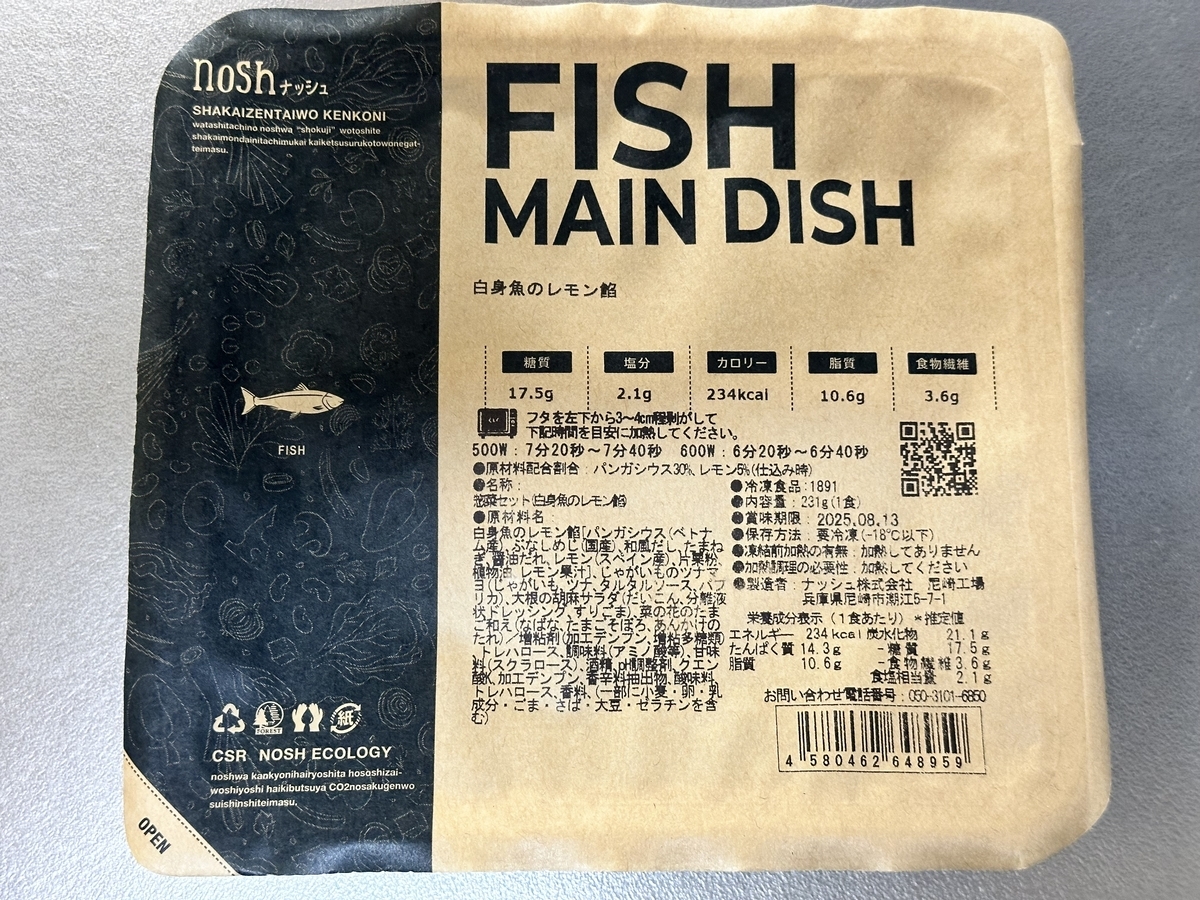 nosh ナッシュ
SHAKAIZENTAIWO KENKONI
watashitachino noshwa "shokuji" wotoshite
shakaimondainitachimukai kaiketsusurukotowonegat-
teimasu.
FISH
MAIN DISH
白身魚のレモン餡
糖質 塩分 カロリー 脂質 食物繊維
17.5g 2.1g 234kcal 10.6g 3.6g
フタを左下から3～4cm程剝がして
下記時間を目安に加熱してください。
500W：7分20秒～7分40秒 600W：6分20秒～6分40秒
●原材料配合割合：パンガシウス30%、レモン5%(仕込み時)
●名称：
惣菜セット(白身魚のレモン餡)
●原材料名：
白身魚のレモン餡[パンガシウス(ベトナ
ム産)、ぶなしめじ(国産)、和風だし、たまね
ぎ、醤油だれ、レモン(スペイン産)、片栗粉、
植物油、レモン果汁]、じゃがいものツナマ
ヨ(じゃがいも、ツナ、タルタルソース、パプ
リカ)、大根の胡麻サラダ(だいこん、分離液
状ドレッシング、すりごま)、菜の花のたま
ご和え(なばな、たまごそぼろ、あんかけの
たれ)／増粘剤(加工デンプン、増粘多糖類)
、トレハロース、調味料(アミノ酸等)、甘味
料(スクラロース)、酒精、pH調整剤、クエン
酸K、加工デンプン、香辛料抽出物、酸味料、
トレハロース、香料、(一部に小麦・卵・乳
成分・ごま・さば・大豆・ゼラチンを含
む)
●冷凍食品：1891
●内容量：231g(1食)
●賞味期限：2025.08.13
●保存方法：要冷凍(-18℃以下)
●凍結前加熱の有無：加熱してありません
●加熱調理の必要性：加熱してください
●製造者：ナッシュ株式会社 尼崎工場
兵庫県尼崎市潮江5-7-1
栄養成分表示（1食あたり）＊推定値
エネルギー 234kcal 炭水化物 21.1g
たんぱく質 14.3g －糖質 17.5g
脂質 10.6g －食物繊維 3.6g
食塩相当量 2.1g
お問い合わせ電話番号：050-3101-6850
4 580462 648959
FISH
FOREST
紙
CSR NOSH ECOLOGY
noshwa kankyonihairyoshita hososhizai-
woshiyoshi haikibutsuya CO2nosakugenwo
suishinshiteimasu.
OPEN